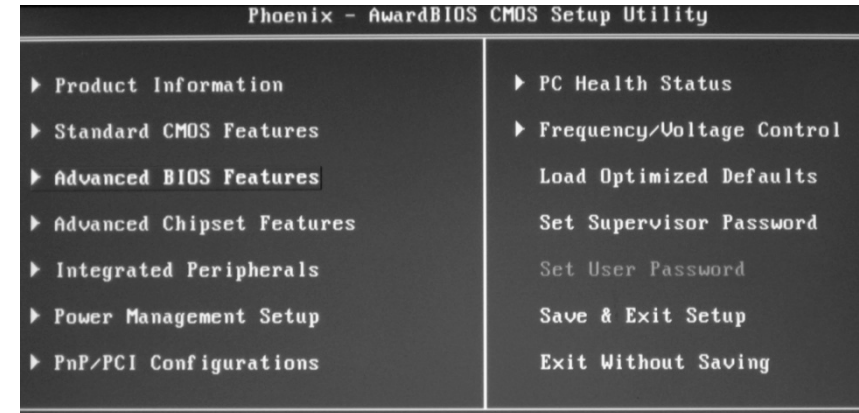 Phoenix - AwardBIOS CMOS Setup Utility
Product Information
Standard CMOS Features
Advanced BIOS Features
Advanced Chipset Features
Integrated Peripherals
Power Management Setup
PnP/PCI Configurations
PC Health Status
Frequency/Voltage Control
Load Optimized Defaults
Set Supervisor Password
Set User Password
Save & Exit Setup
Exit Without Saving